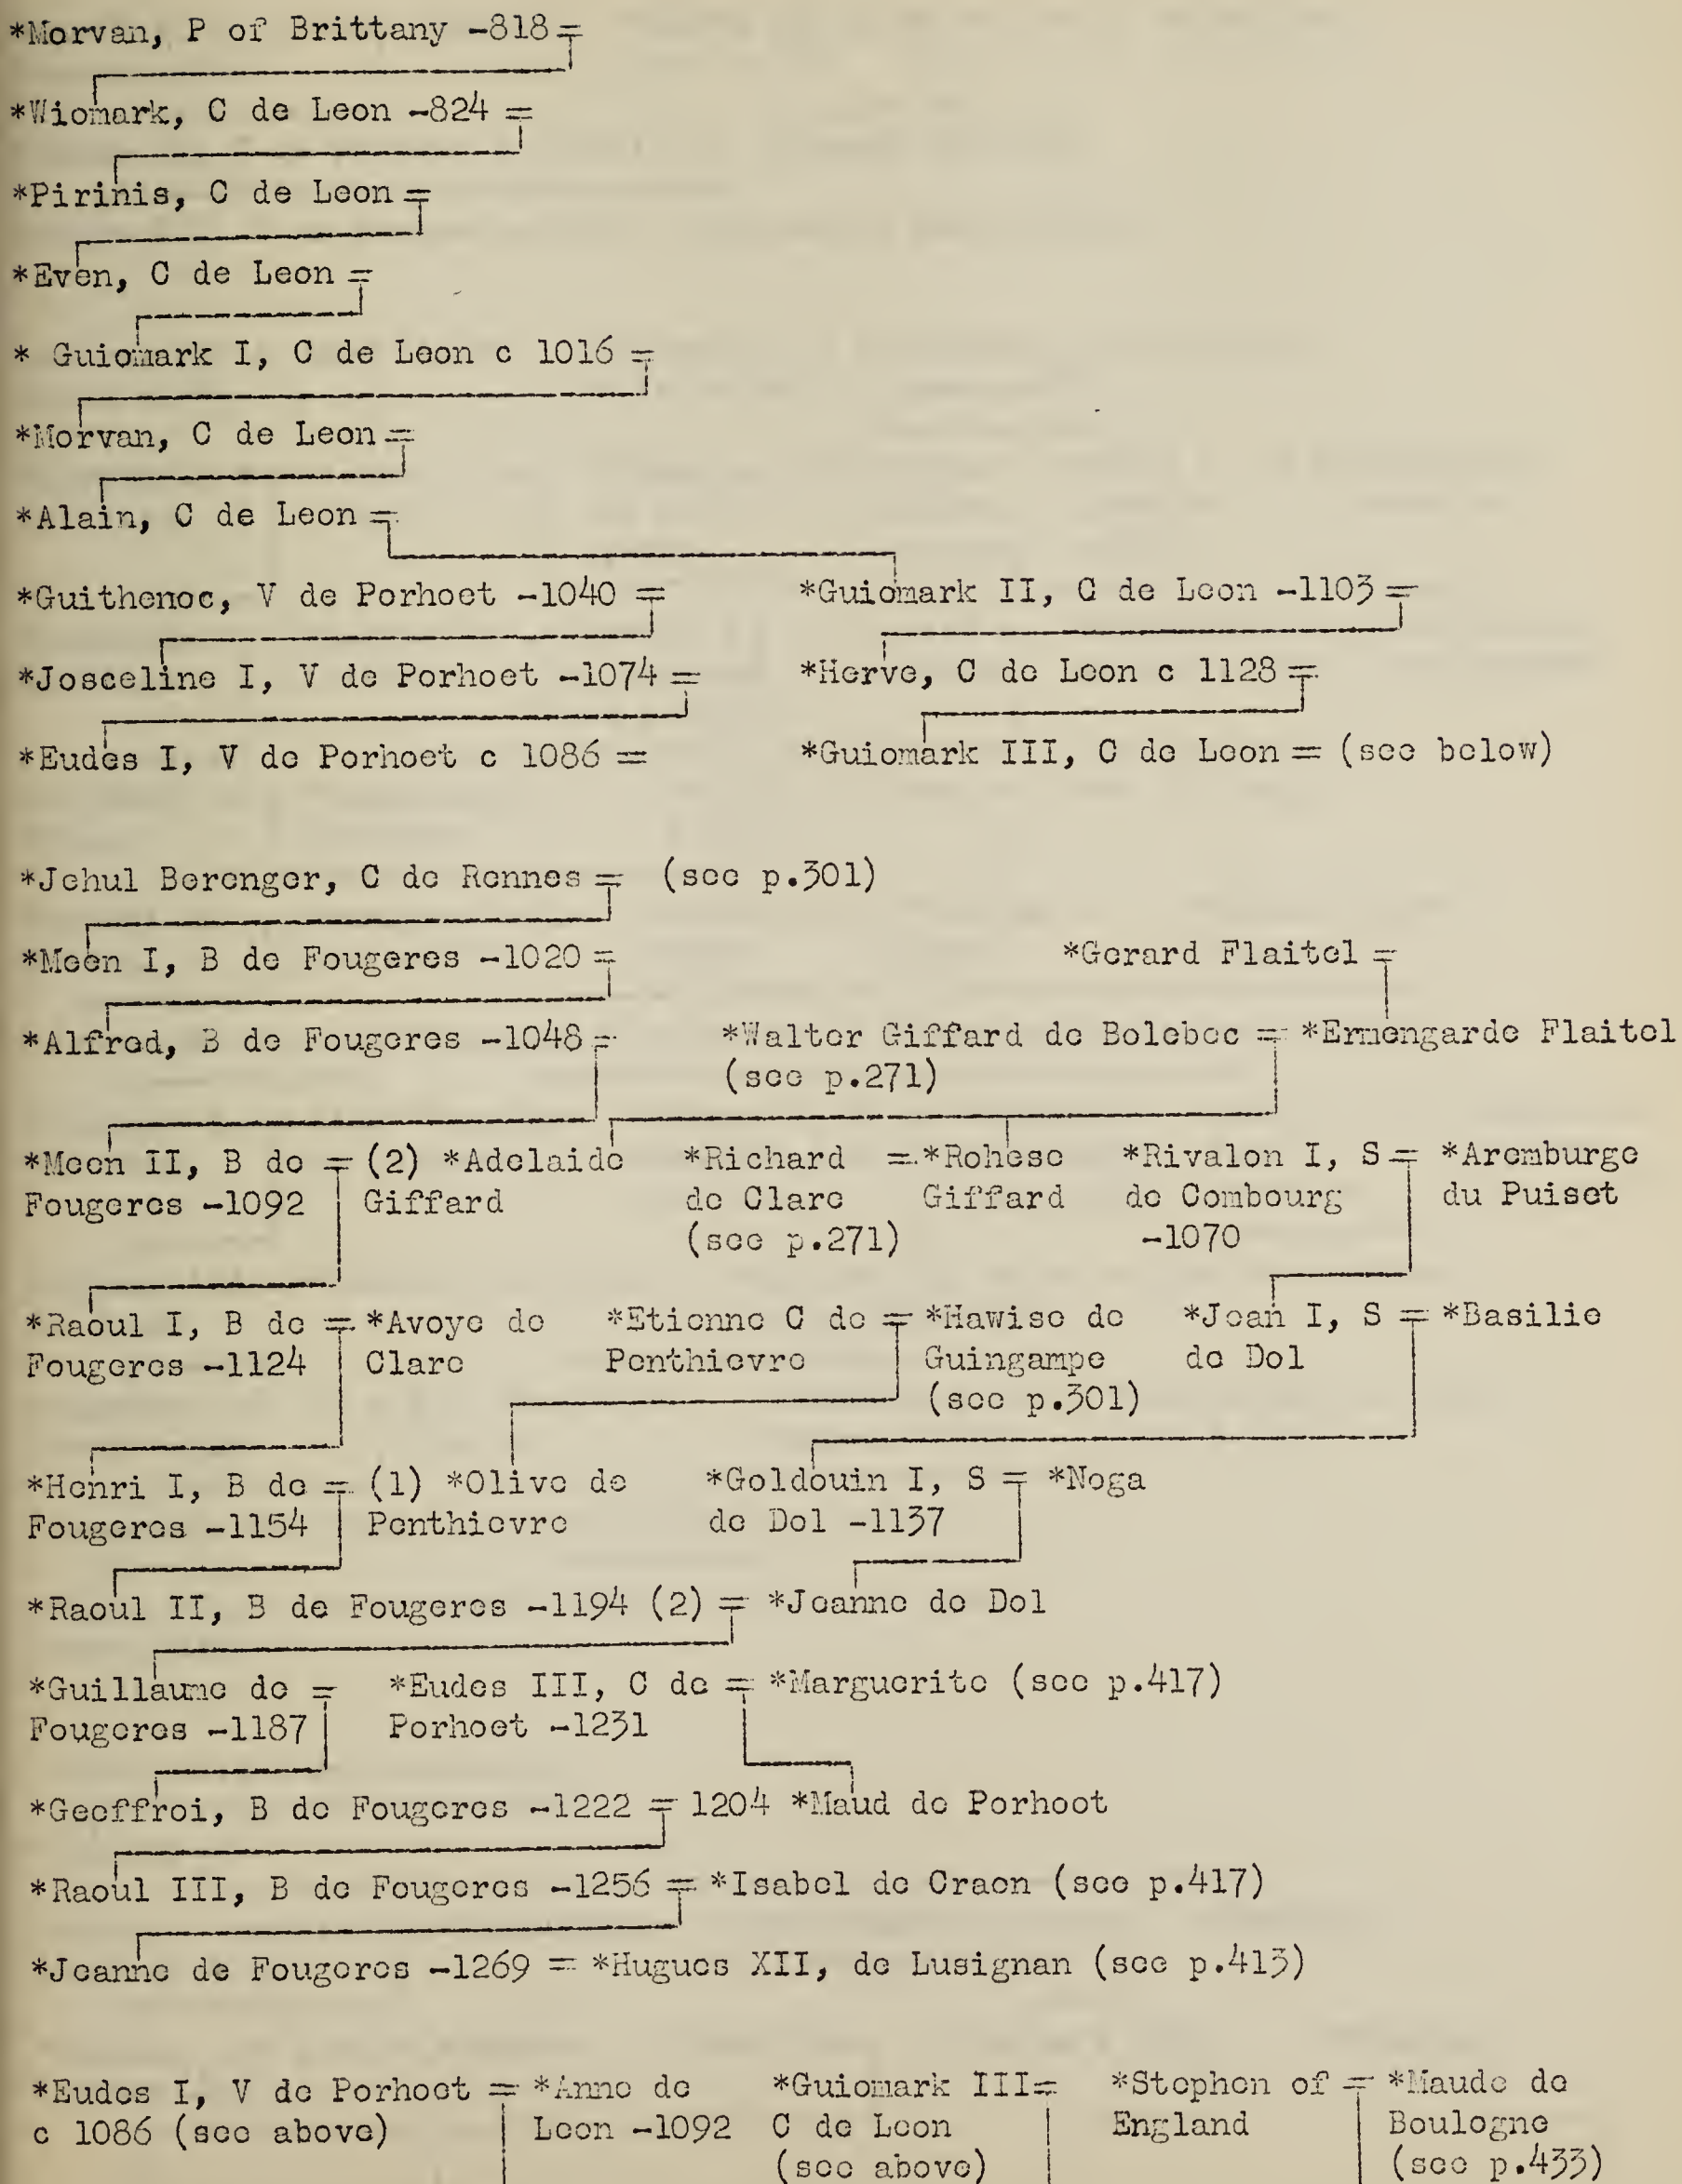 *Morvan, P of Brittany -818=
*Wiomark, C de Leon -824 =
*Pirinis, C de Leon=
*Even, C de Leon =
* Guiomark I, C de Leon c 1016 =
*Morvan, C de Leon=
*Alain, C de Leon=
*Guithenoc, V de Porhoet -1040 = *Guiomark II, C de Leon -1103=
*Josceline I, V de Porhoet -1074 = *Herve, C de Leon c 1128=
*Eudes I, V de Porhoet c 1086 = *Guiomark III, C de Leon = (see below)
*Jehul Berenger, C de Rennes = (see p.301)
*Meen I, B de Fougeres -1020 = *Gerard Flaitel =
*Alfred, B de Fougeres -1048= *Walter Giffard de Bolebec = *Ermengarde Flaitel
(see p.271)
*Meen II, B de = (2) *Adelaide *Richard =*Rohese *Rivalon I, S= *Aremburge
Fougeres -1092 Giffard de Clare Giffard de Combourg du Puiset
(see p.271) -1070
*Raoul I, B de = *Avoye de *Etienne C de = *Hawise de *Jean I, S = *Basilie
Fougeres -1124 Clare Penthievre Guingampe de Dol
(see p.301)
*Henri I, B de = (1) *Olive de *Goldouin I, S = *Noga
Fougeres -1154 Penthievre de Dol -1137
*Raoul II, B de Fougeres -1194 (2) = *Jeanne de Dol
*Guillaume de = *Eudes III, C de = *Marguerite (see p.417)
Fougeres -1187 Porhoet -1231
*Geoffroi, B de Fougeres -1222 = 1204 *Maud de Porhoet
*Raoul III, B de Fougeres -1256 = *Isabel de Craon (see p.417)
*Jeanne de Fougeres -1269 = *Hugues XII, de Lusignan (see p.413)
*Eudes I, V de Porhoet = *Anne de *Guiomark III= *Stephen of = *Maude de
c 1086 (see above) Leon -1092 C de Leon England Boulogne
(see above) (see p.433)